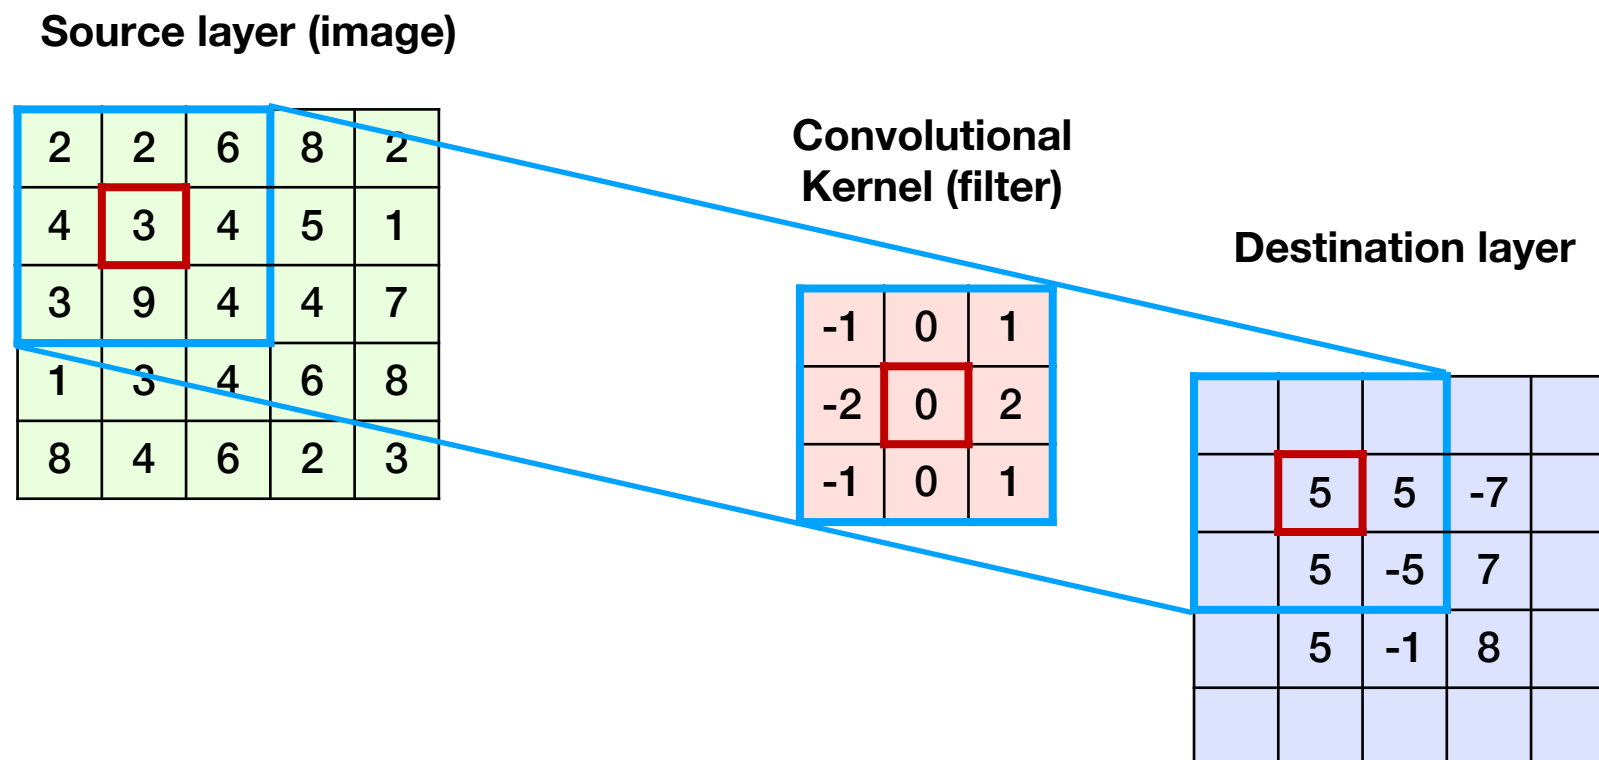 Source layer (image)
2 2 6 8 2
4 3 4 5 1
3 9 4 4 7
1 3 4 6 8
8 4 6 2 3
Convolutional
Kernel (filter)
-1 0 1
-2 0 2
-1 0 1
Destination layer
5 5 -7
5 -5 7
5 -1 8